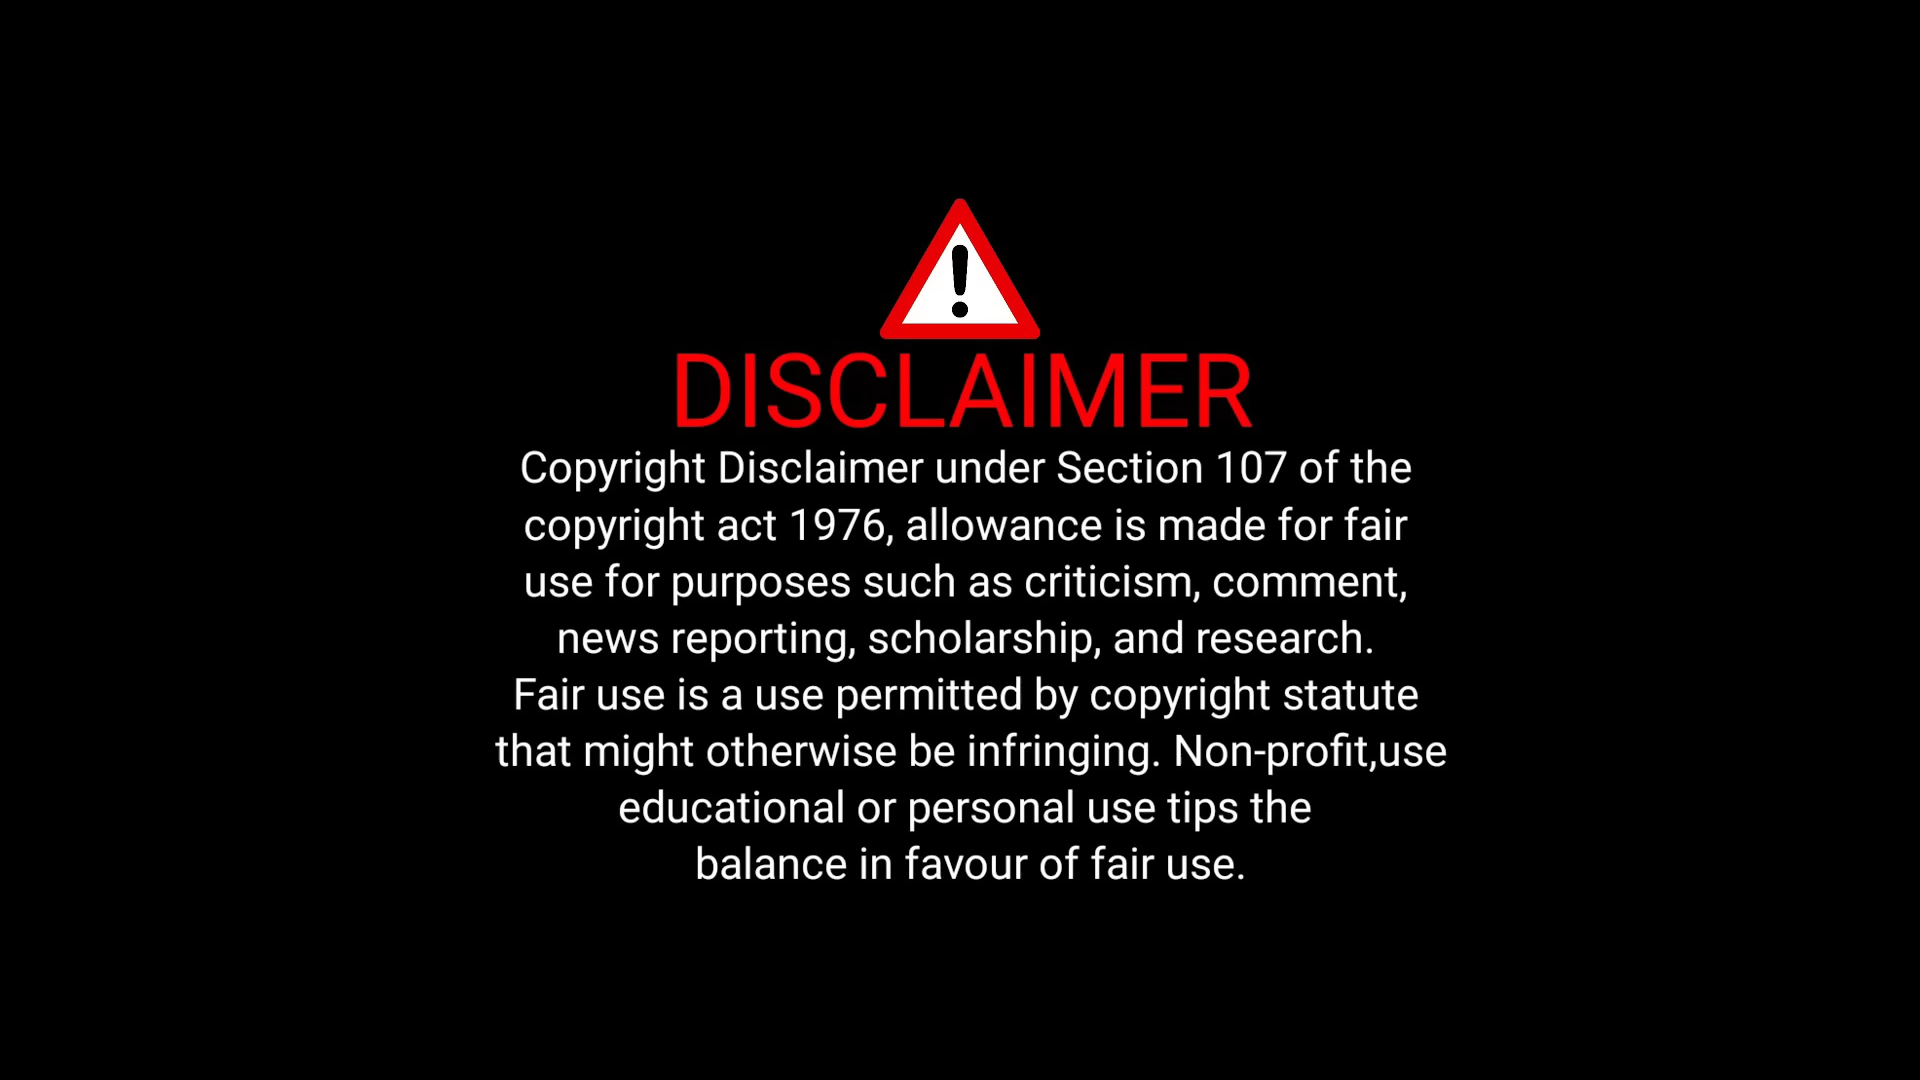 DISCLAIMER
Copyright Disclaimer under Section 107 of the
copyright act 1976, allowance is made for fair
use for purposes such as criticism, comment,
news reporting, scholarship, and research.
Fair use is a use permitted by copyright statute
that might otherwise be infringing. Non-profit,use
educational or personal use tips the
balance in favour of fair use.